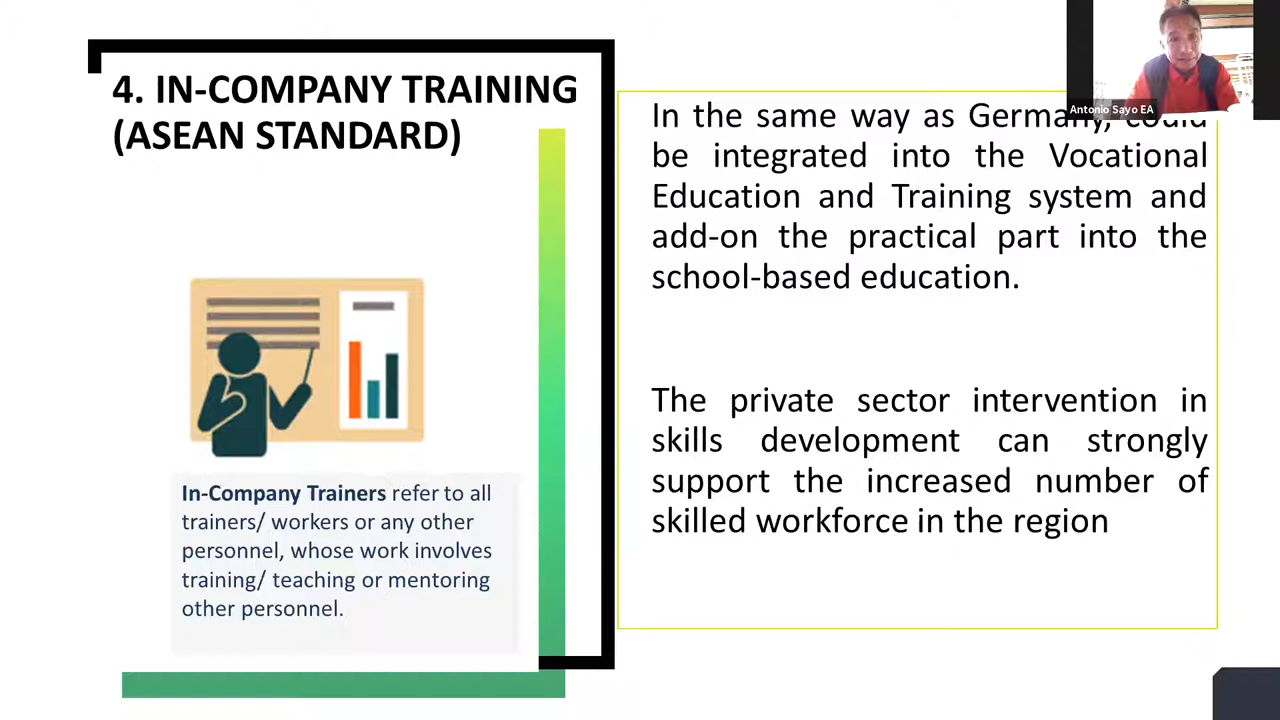 4. IN-COMPANY TRAINING
(ASEAN STANDARD)
In-Company Trainers refer to all
trainers/ workers or any other
personnel, whose work involves
training/ teaching or mentoring
other personnel.
In the same way as Germany, could
be integrated into the Vocational
Education and Training system and
add-on the practical part into the
school-based education.
The private sector intervention in
skills development can strongly
support the increased number of
skilled workforce in the region
Antonio Sayo EA